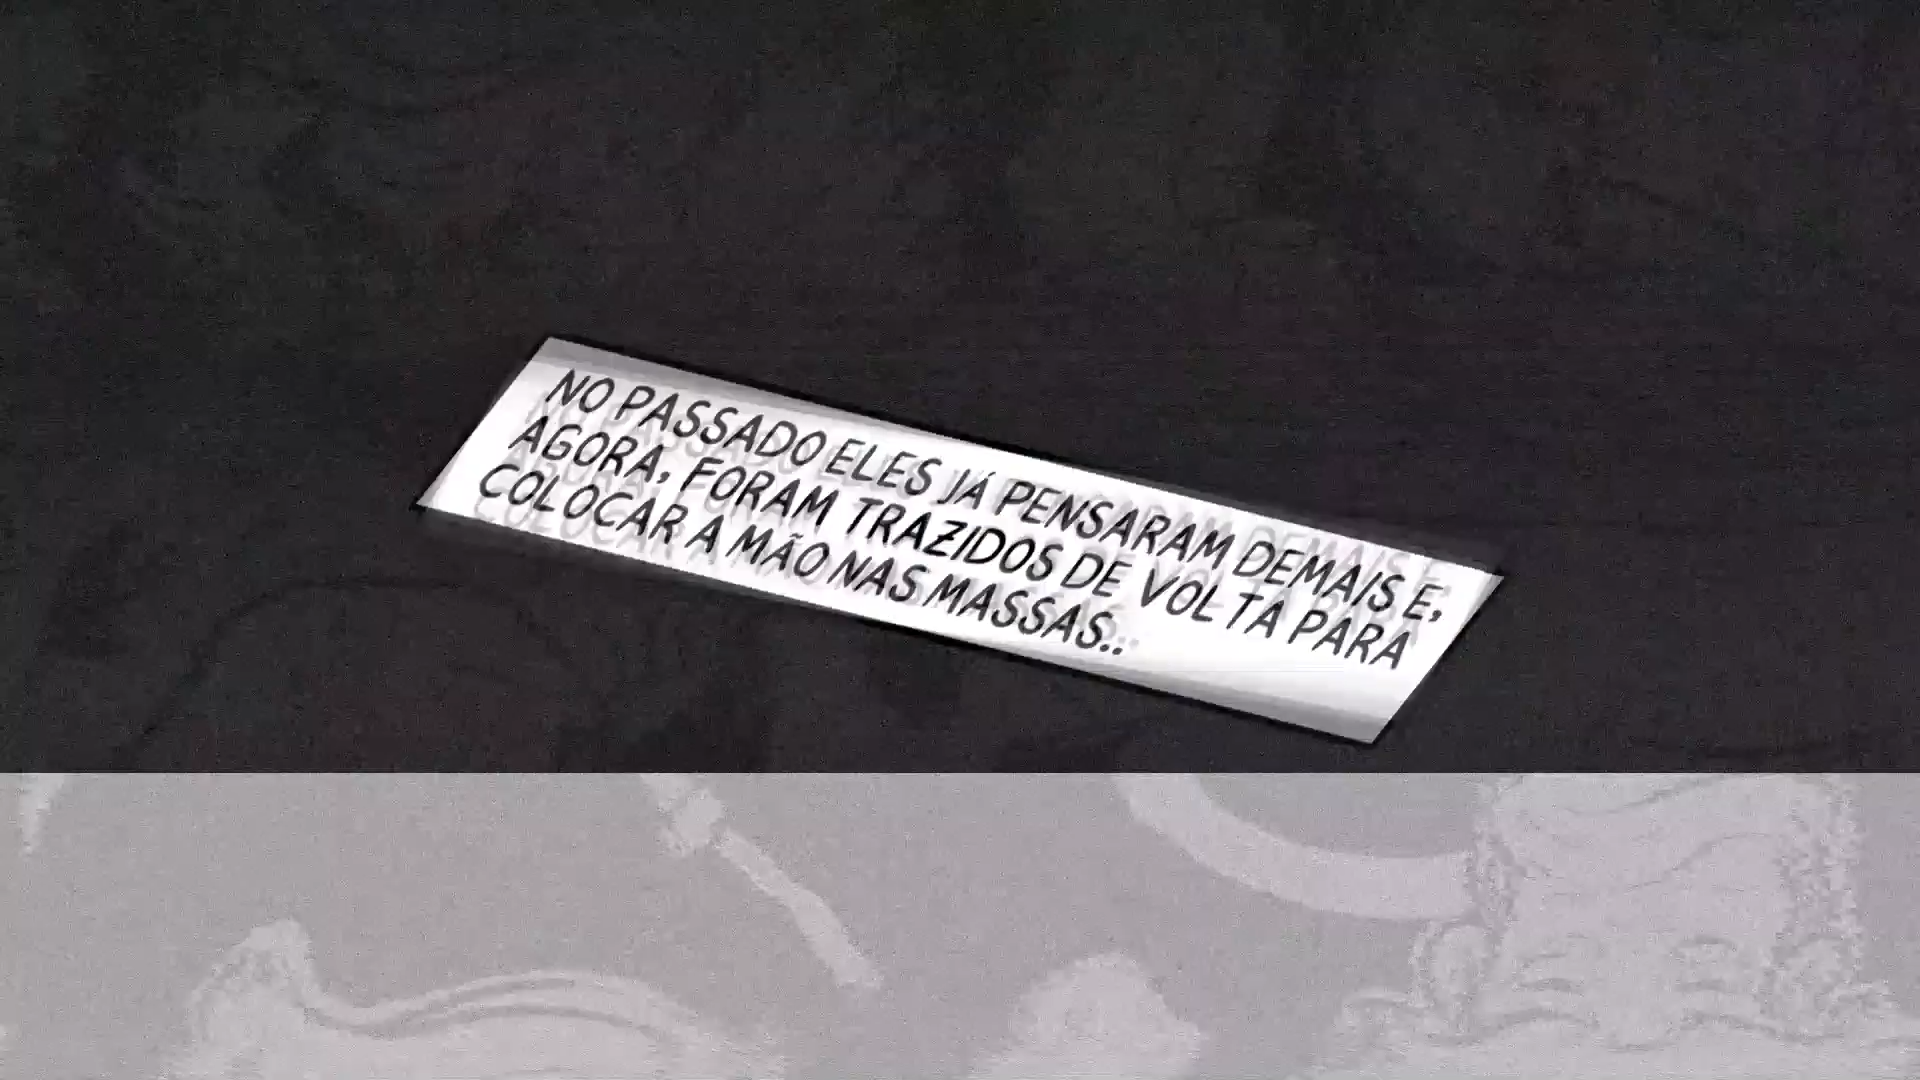 NO PASSADO ELES JÁ PENSARAM DEMAIS E,
AGORA, FORAM TRAZIDOS DE VOLTA PARA
COLOCAR A MÃO NAS MASSAS..